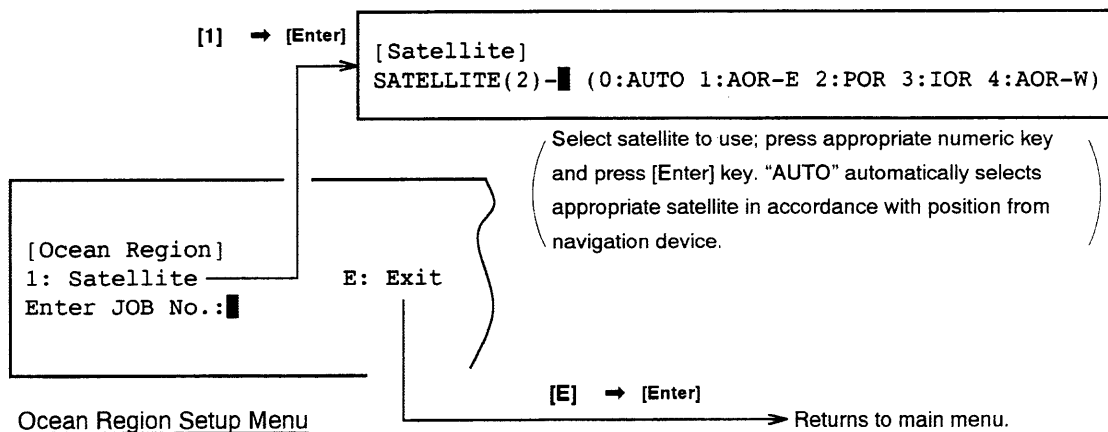 [1] ➡ [Enter]
[Satellite]
SATELLITE(2)-█ (0:AUTO 1:AOR-E 2:POR 3:IOR 4:AOR-W)
Select satellite to use; press appropriate numeric key
and press [Enter] key. “AUTO” automatically selects
appropriate satellite in accordance with position from
navigation device.
[Ocean Region]
1: Satellite E: Exit
Enter JOB No.:█
[E] ➡ [Enter]
Returns to main menu.
Ocean Region Setup Menu